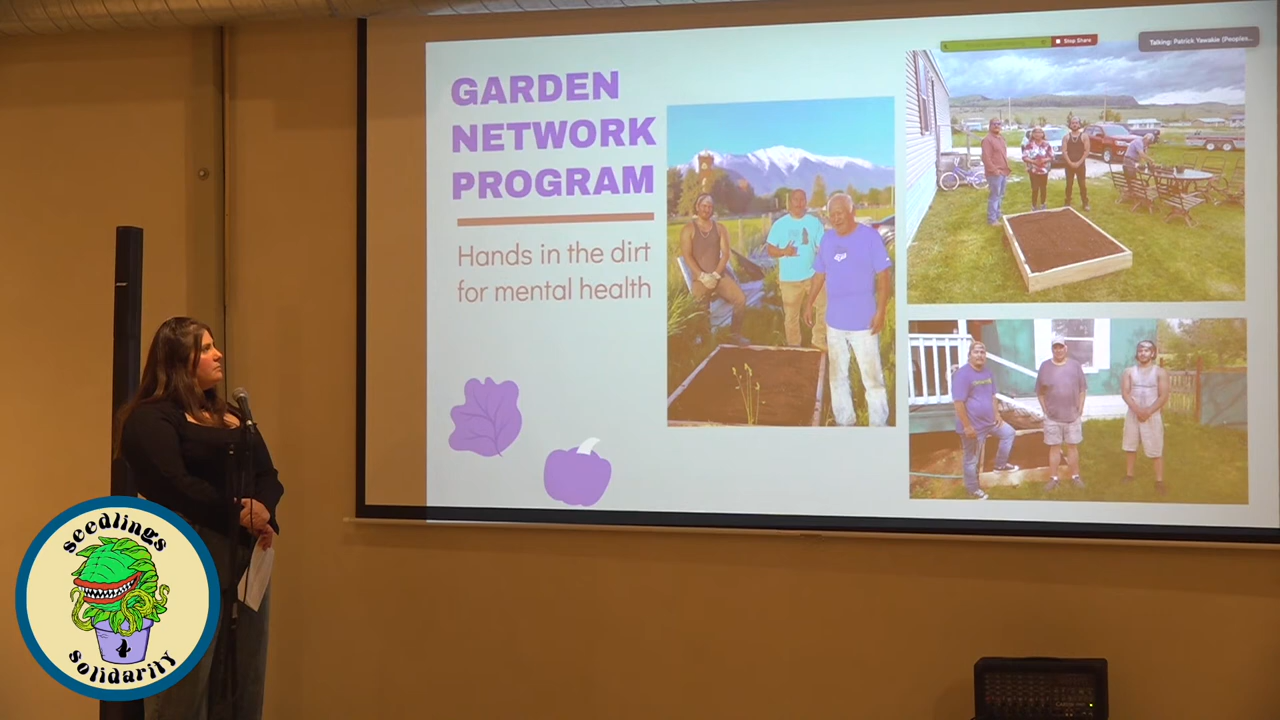 GARDEN
NETWORK
PROGRAM
Hands in the dirt
for mental health
Stop Share
Talking: Patrick Yawakie (Peoples...
seedlings
solidarity